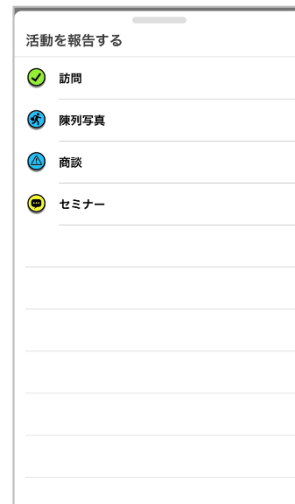 活動を報告する
訪問
陳列写真
商談
セミナー